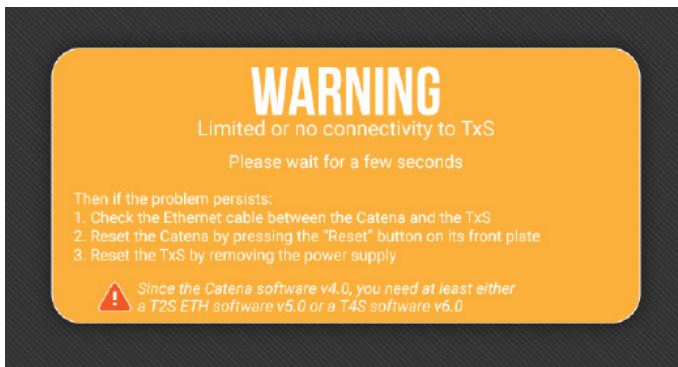 WARNING
Limited or no connectivity to TxS
Please wait for a few seconds
Then if the problem persists:
1. Check the Ethernet cable between the Catena and the TxS
2. Reset the Catena by pressing the “Reset” button on its front plate
3. Reset the TxS by removing the power supply
Since the Catena software v4.0, you need at least either
a T2S ETH software v5.0 or a T4S software v6.0